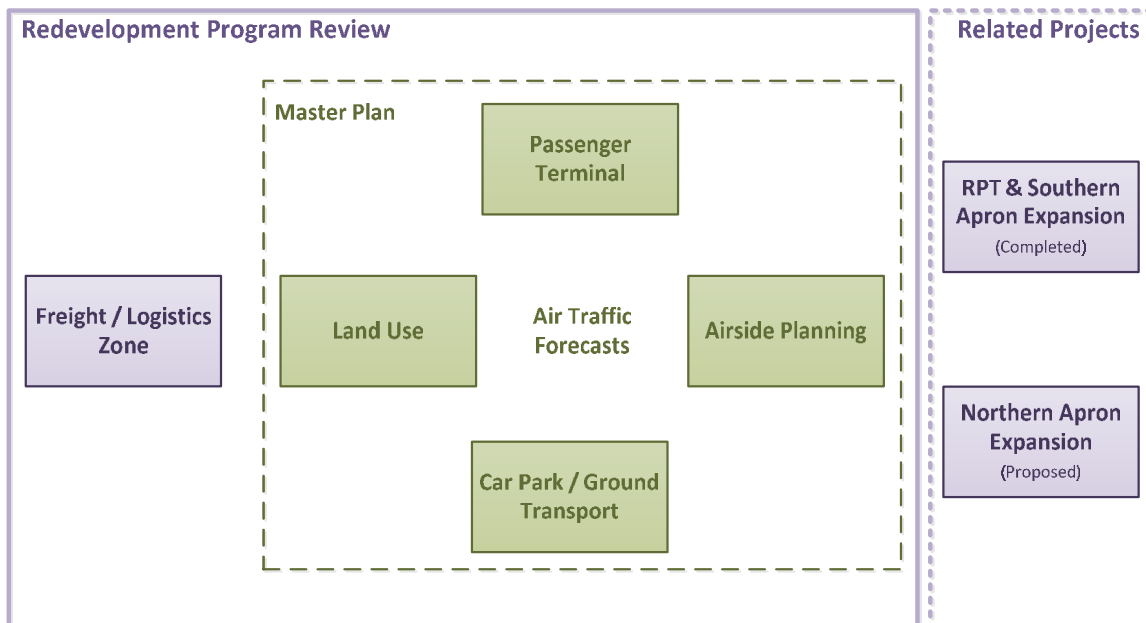 Redevelopment Program Review
Related Projects
Master Plan
Passenger
Terminal
RPT & Southern
Apron Expansion
(Completed)
Freight / Logistics
Zone
Land Use
Air Traffic
Forecasts
Airside Planning
Northern Apron
Expansion
(Proposed)
Car Park / Ground
Transport